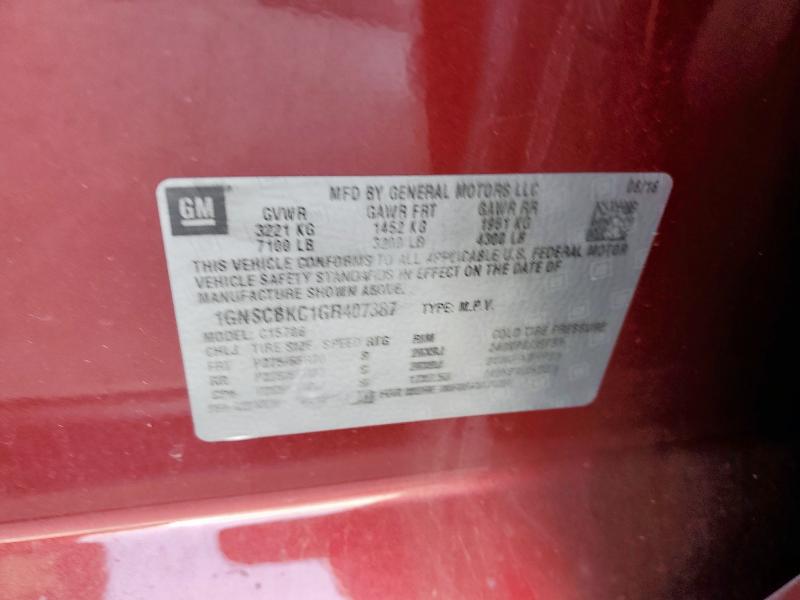 GM
MFD BY GENERAL MOTORS LLC 06/16
GVWR GAWR FRT GAWR RR
3221 KG 1452 KG 1951 KG
7100 LB 3200 LB 4300 LB
THIS VEHICLE CONFORMS TO ALL APPLICABLE U.S. FEDERAL MOTOR
VEHICLE SAFETY STANDARDS IN EFFECT ON THE DATE OF
MANUFACTURE SHOWN ABOVE.
1GNSCBKC1GR407387 TYPE: M.P.V.
MODEL: C15706
TIRE SIZE SPEED RTG RIM COLD TIRE PRESSURE
FRT S
RR S
FOR MORE